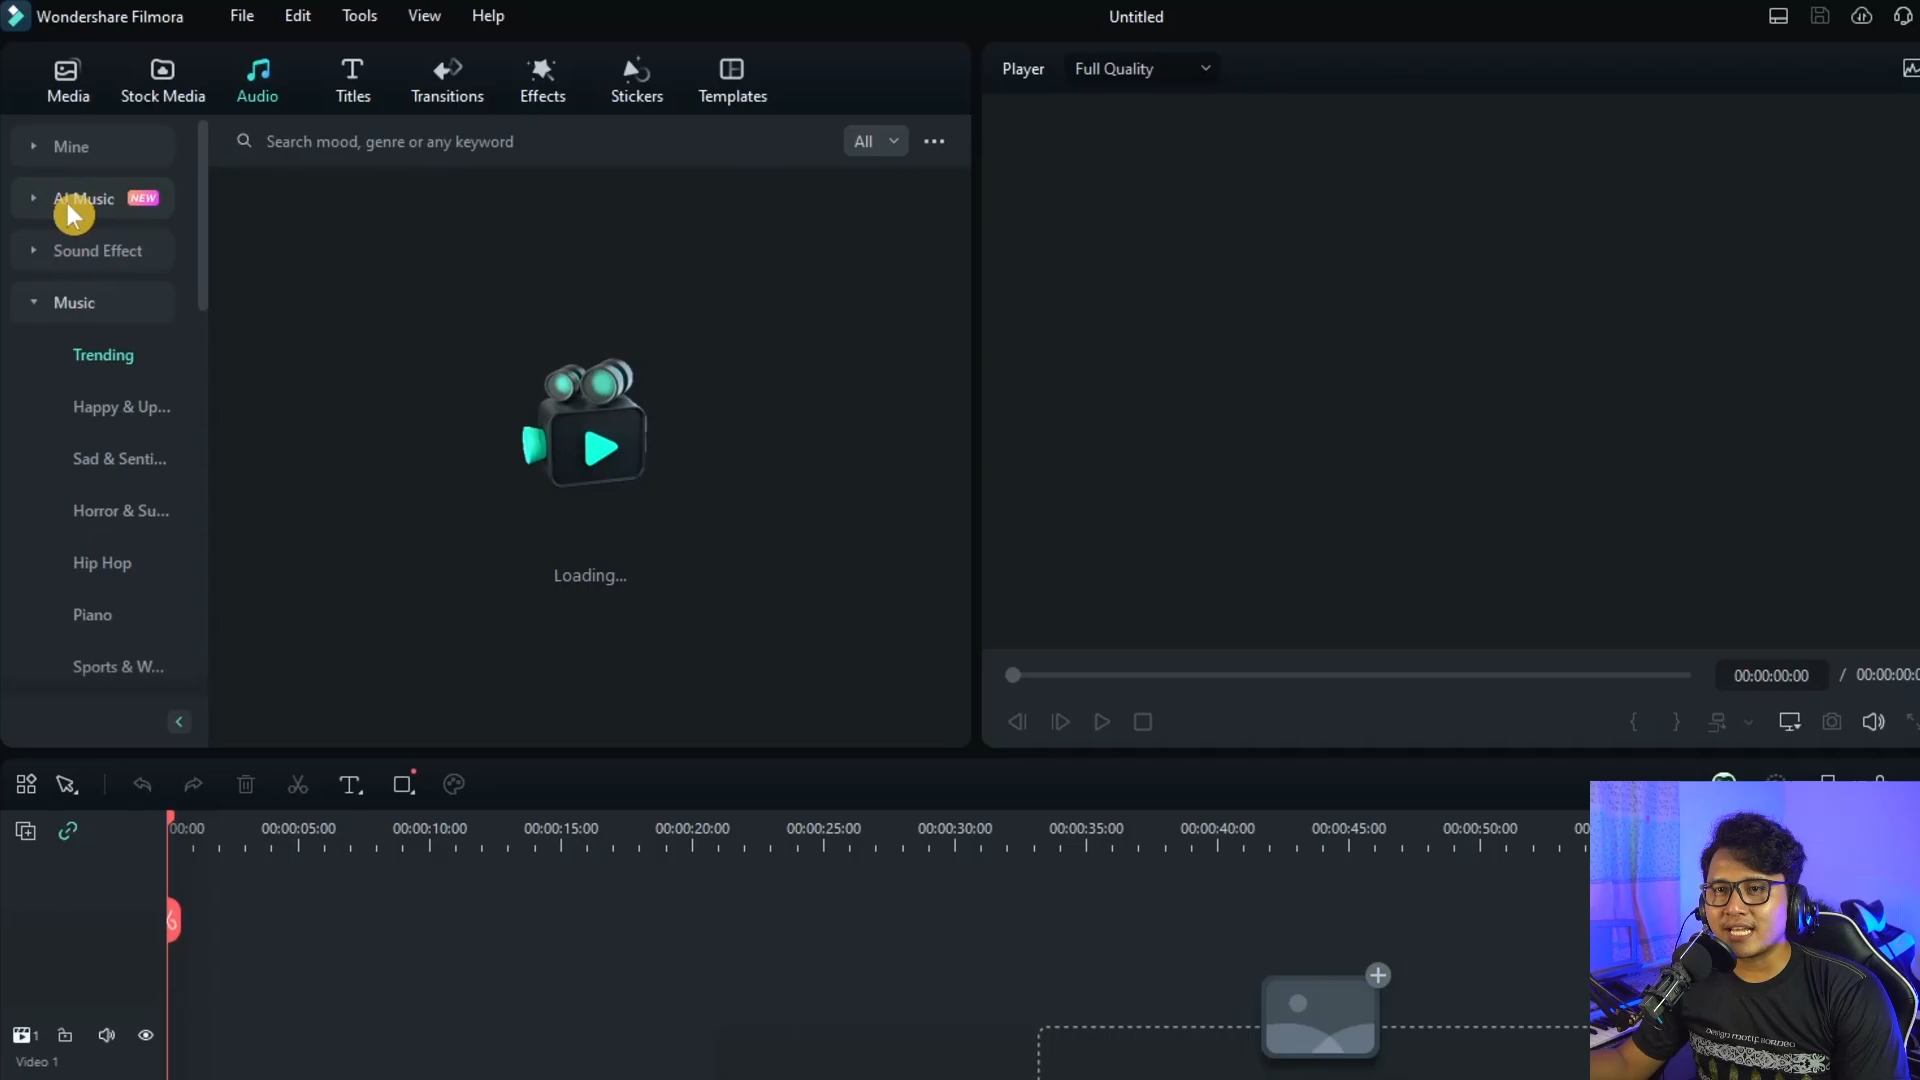 Wondershare Filmora File Edit Tools View Help Untitled
Media Stock Media Audio Titles Transitions Effects Stickers Templates
Player Full Quality
Mine
Search mood, genre or any keyword All
AI Music NEW
Sound Effect
Music
Trending
Happy & Up...
Sad & Senti...
Horror & Su...
Hip Hop
Piano
Sports & W...
Loading...
00:00:00:00 / 00:00:00:0
00:00 00:00:05:00 00:00:10:00 00:00:15:00 00:00:20:00 00:00:25:00 00:00:30:00 00:00:35:00 00:00:40:00 00:00:45:00 00:00:50:00 00
1
Video 1
DESIGN MOTIF BORNEO